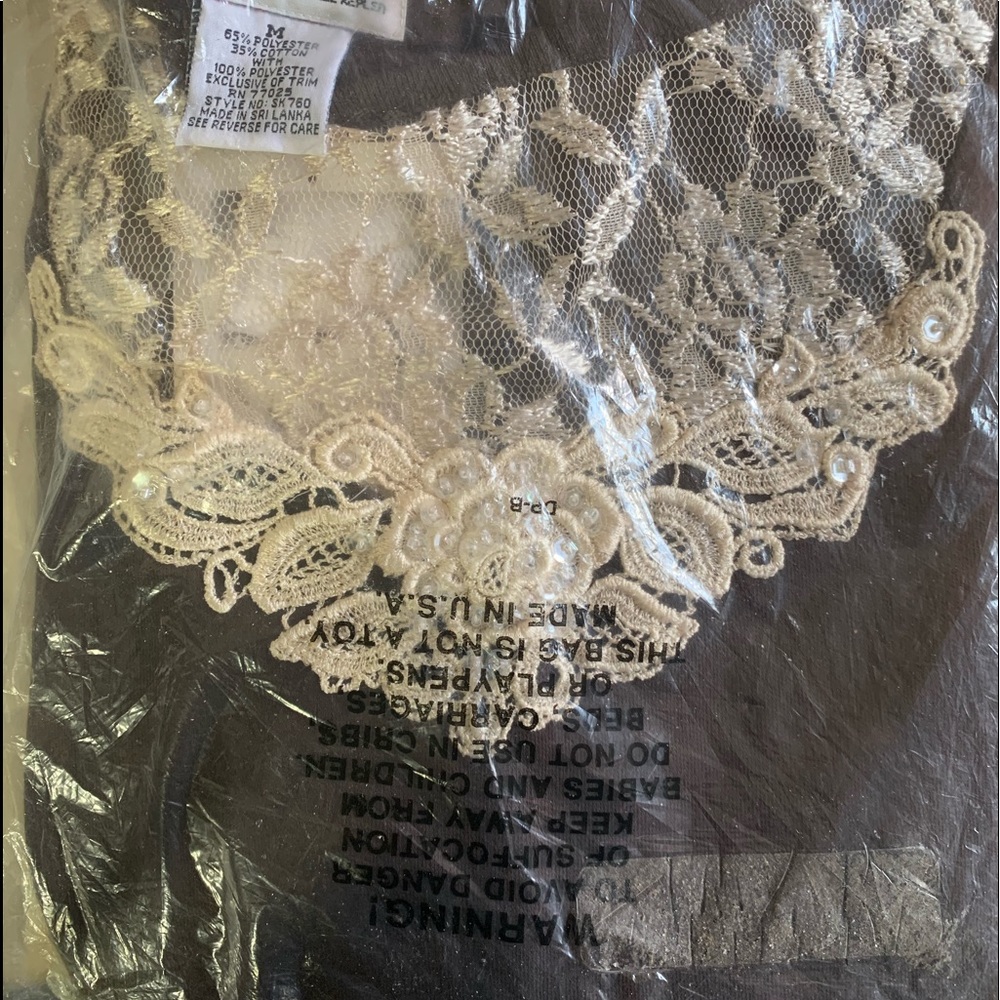 M
65% POLYESTER
35% COTTON
WITH
100% POLYESTER
EXCLUSIVE OF TRIM
RN 77025
STYLE NO: SK760
MADE IN SRI LANKA
SEE REVERSE FOR CARE
WARNING!
TO AVOID DANGER
OF SUFFOCATION
KEEP AWAY FROM
BABIES AND CHILDREN.
DO NOT USE IN CRIBS,
BEDS, CARRIAGES
OR PLAYPENS.
THIS BAG IS NOT A TOY.
MADE IN U.S.A.
DP-B